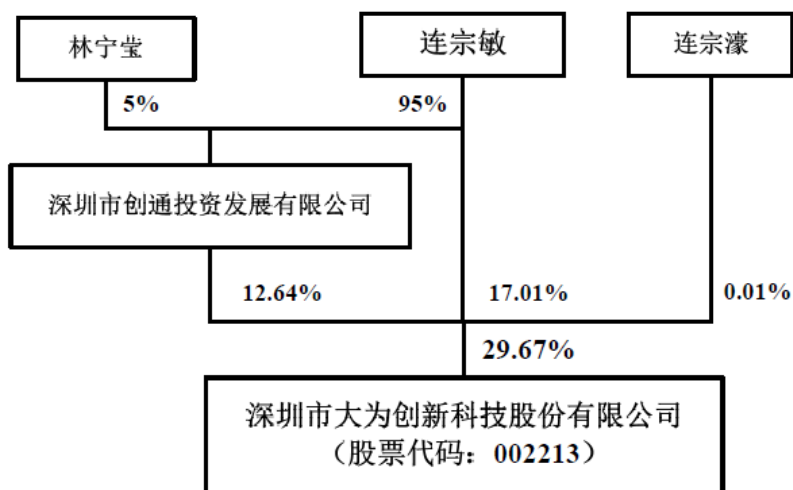 林宁莹
连宗敏
连宗濠
5%
95%
深圳市创通投资发展有限公司
12.64%
17.01%
0.01%
29.67%
深圳市大为创新科技股份有限公司
（股票代码：002213）